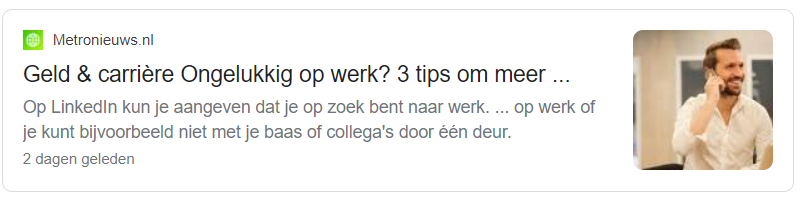 Metronieuws.nl
Geld & carrière Ongelukkig op werk? 3 tips om meer ...
Op LinkedIn kun je aangeven dat je op zoek bent naar werk. ... op werk of
je kunt bijvoorbeeld niet met je baas of collega's door één deur.
2 dagen geleden